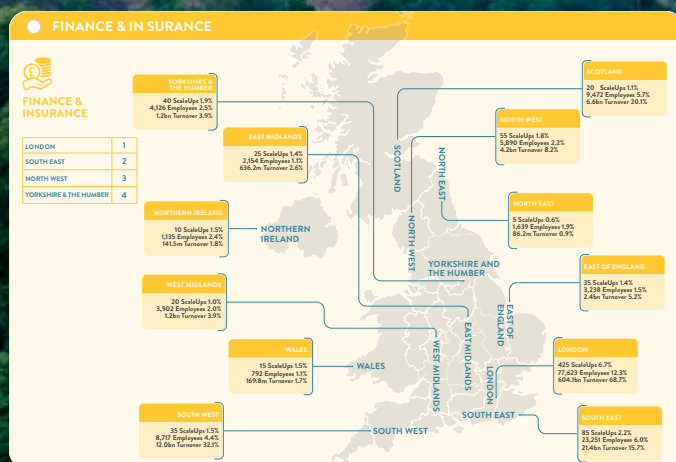 FINANCE & IN SURANCE
FINANCE &
INSURANCE
LONDON 1
SOUTH EAST 2
NORTH WEST 3
YORKSHIRE & THE HUMBER 4
YORKSHIRE &
THE HUMBER
40 ScaleUps 1.9%
4,126 Employees 2.5%
1.2bn Turnover 3.9%
EAST MIDLANDS
25 ScaleUps 1.4%
2,154 Employees 1.1%
636.2m Turnover 2.6%
NORTHERN IRELAND
10 ScaleUps 1.5%
1,135 Employees 2.4%
141.5m Turnover 1.8%
WEST MIDLANDS
20 ScaleUps 1.0%
3,902 Employees 2.0%
1.2bn Turnover 3.9%
WALES
15 ScaleUps 1.5%
792 Employees 1.1%
169.8m Turnover 1.7%
SOUTH WEST
35 ScaleUps 1.5%
8,717 Employees 4.4%
12.0bn Turnover 32.1%
SCOTLAND
NORTH EAST
NORTH WEST
NORTHERN
IRELAND
YORKSHIRE AND
THE HUMBER
EAST OF
ENGLAND
EAST MIDLANDS
WEST MIDLANDS
LONDON
WALES
SOUTH EAST
SOUTH WEST
SCOTLAND
20 ScaleUps 1.1%
9,472 Employees 5.7%
6.6bn Turnover 20.1%
NORTH WEST
55 ScaleUps 1.8%
5,890 Employees 2.2%
4.2bn Turnover 8.2%
NORTH EAST
5 ScaleUps 0.6%
1,639 Employees 1.9%
86.2m Turnover 0.9%
EAST OF ENGLAND
35 ScaleUps 1.4%
3,238 Employees 1.5%
2.4bn Turnover 5.2%
LONDON
425 ScaleUps 6.7%
77,623 Employees 12.3%
604.1bn Turnover 68.7%
SOUTH EAST
85 ScaleUps 2.2%
23,251 Employees 6.0%
21.4bn Turnover 15.7%